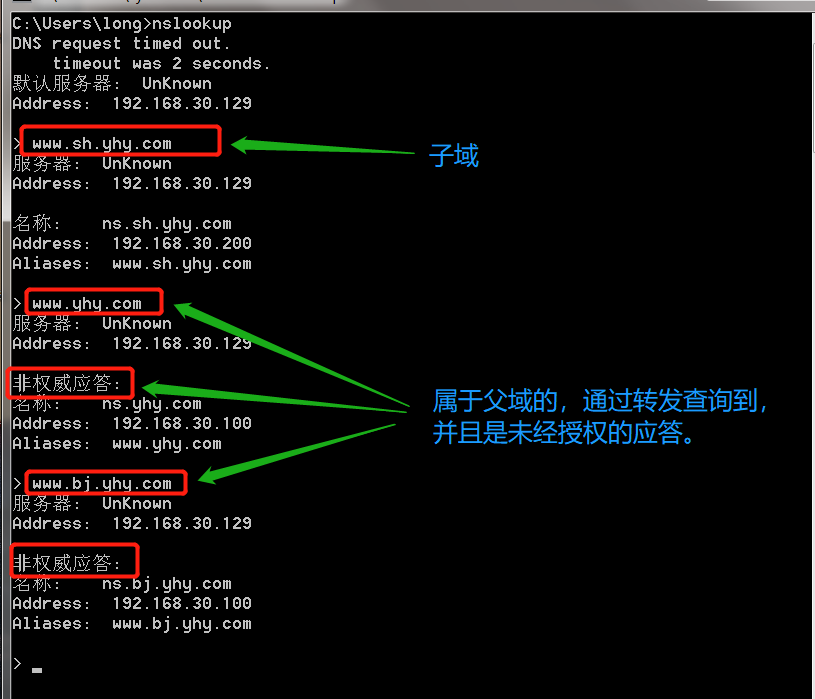 C:\Users\long>nslookup
DNS request timed out.
timeout was 2 seconds.
默认服务器: UnKnown
Address: 192.168.30.129
> www.sh.yhy.com
子域
服务器: UnKnown
Address: 192.168.30.129
名称: ns.sh.yhy.com
Address: 192.168.30.200
Aliases: www.sh.yhy.com
> www.yhy.com
服务器: UnKnown
Address: 192.168.30.129
非权威应答:
名称: ns.yhy.com
Address: 192.168.30.100
Aliases: www.yhy.com
属于父域的，通过转发查询到，
并且是未经授权的应答。
> www.bj.yhy.com
服务器: UnKnown
Address: 192.168.30.129
非权威应答:
名称: ns.bj.yhy.com
Address: 192.168.30.100
Aliases: www.bj.yhy.com
>